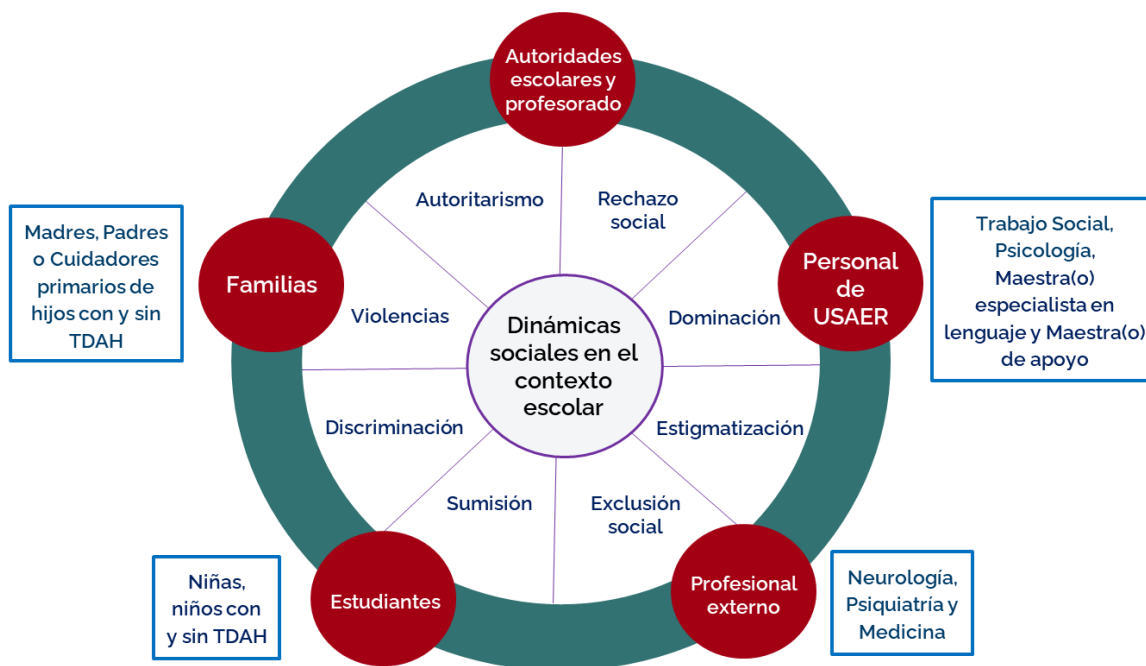 Autoridades
escolares y
profesorado
Autoritarismo
Rechazo
social
Madres, Padres
o Cuidadores
primarios de
hijos con y sin
TDAH
Familias
Personal
de
USAER
Trabajo Social,
Psicología,
Maestra(o)
especialista en
lenguaje y Maestra(o)
de apoyo
Violencias
Dominación
Dinámicas
sociales en el
contexto
escolar
Discriminación
Estigmatización
Sumisión
Exclusión
social
Niñas,
niños con
y sin TDAH
Estudiantes
Profesional
externo
Neurología,
Psiquiatría y
Medicina